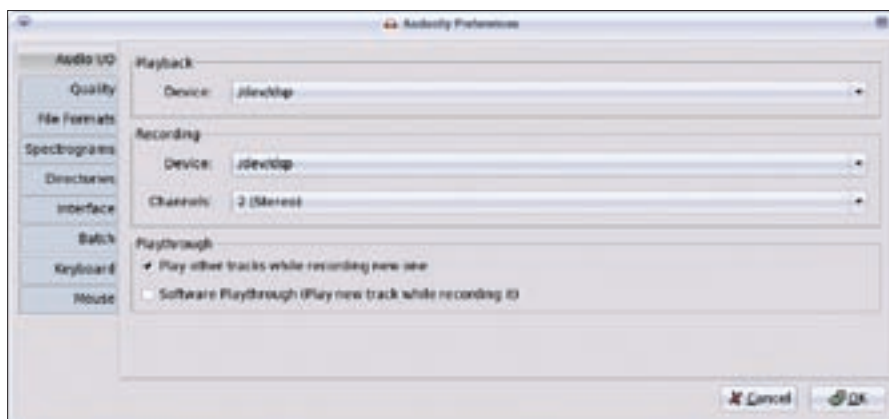 Audacity Preferences
Audio I/O
Quality
File Formats
Spectrograms
Directories
Interface
Batch
Keyboard
Mouse
Playback
Device: /dev/dsp
Recording
Device: /dev/dsp
Channels: 2 (Stereo)
Playthrough
Play other tracks while recording new one
Software Playthrough (Play new track while recording it)
Cancel
OK